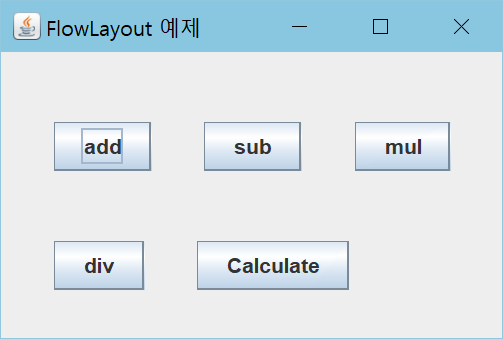 FlowLayout 예제
add sub mul
div Calculate